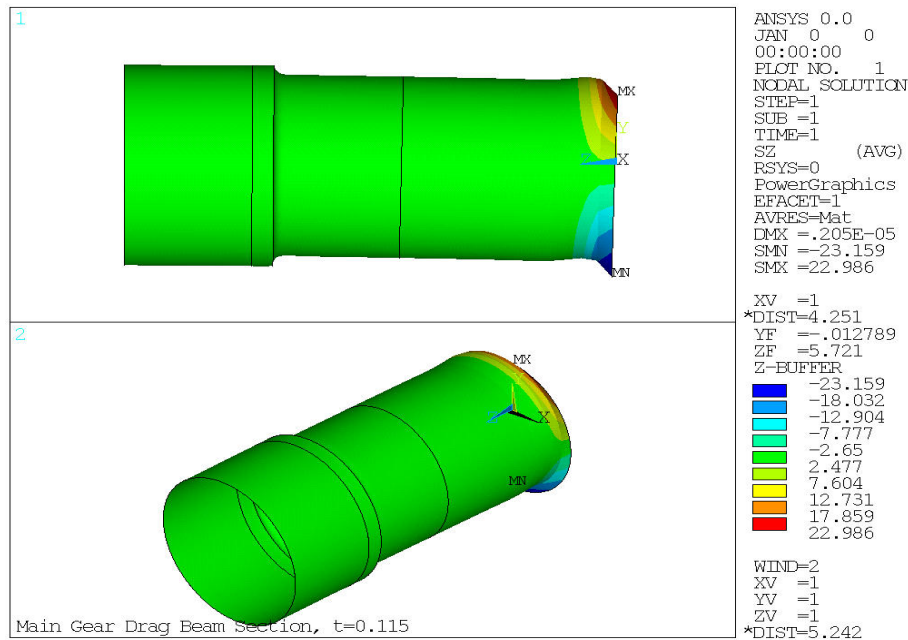 1
MX
Y
Z X
MN
2
MX
Y
Z X
MN
Main Gear Drag Beam Section, t=0.115
ANSYS 0.0
JAN 0 0
00:00:00
PLOT NO. 1
NODAL SOLUTION
STEP=1
SUB =1
TIME=1
SZ (AVG)
RSYS=0
PowerGraphics
EFACET=1
AVRES=Mat
DMX =.205E-05
SMN =-23.159
SMX =22.986
XV =1
*DIST=4.251
YF =-.012789
ZF =5.721
Z-BUFFER
-23.159
-18.032
-12.904
-7.777
-2.65
2.477
7.604
12.731
17.859
22.986
WIND=2
XV =1
YV =1
ZV =1
*DIST=5.242